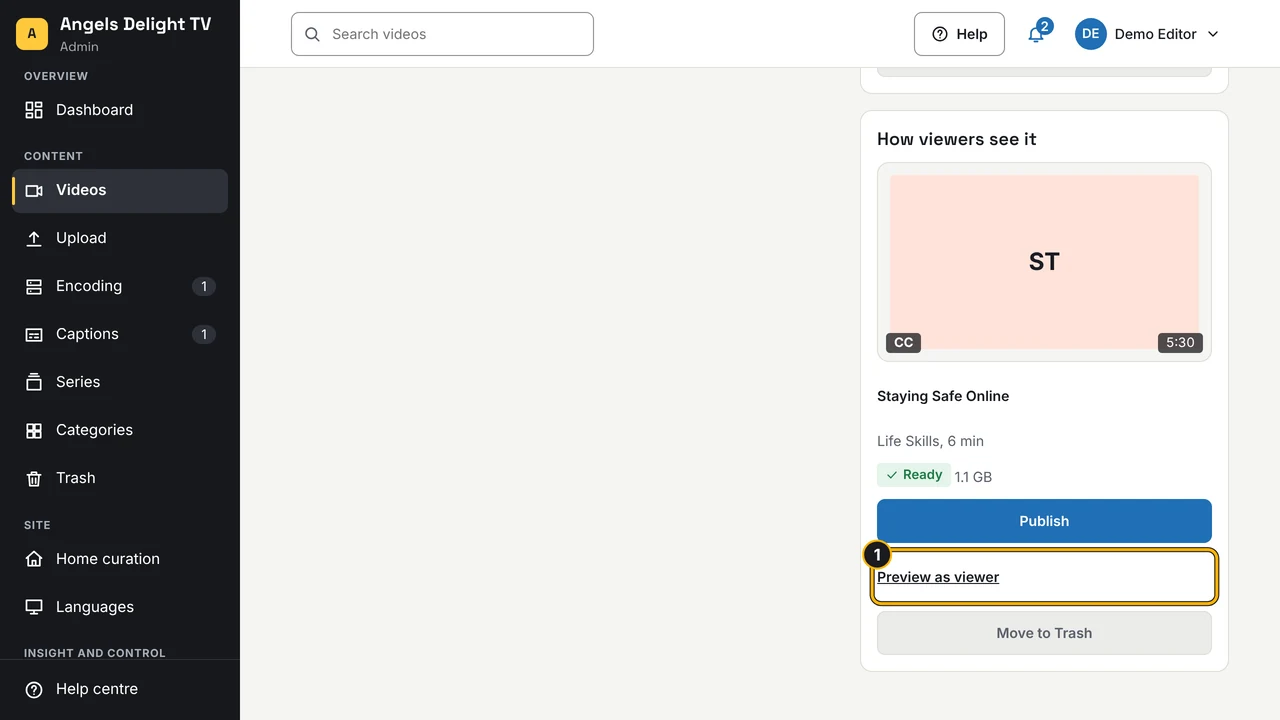 A
Angels Delight TV
Admin
OVERVIEW
Dashboard
CONTENT
Videos
Upload
Encoding 1
Captions 1
Series
Categories
Trash
SITE
Home curation
Languages
INSIGHT AND CONTROL
Help centre
Search videos
Help
2
DE Demo Editor
How viewers see it
ST
CC 5:30
Staying Safe Online
Life Skills, 6 min
Ready 1.1 GB
Publish
1
Preview as viewer
Move to Trash